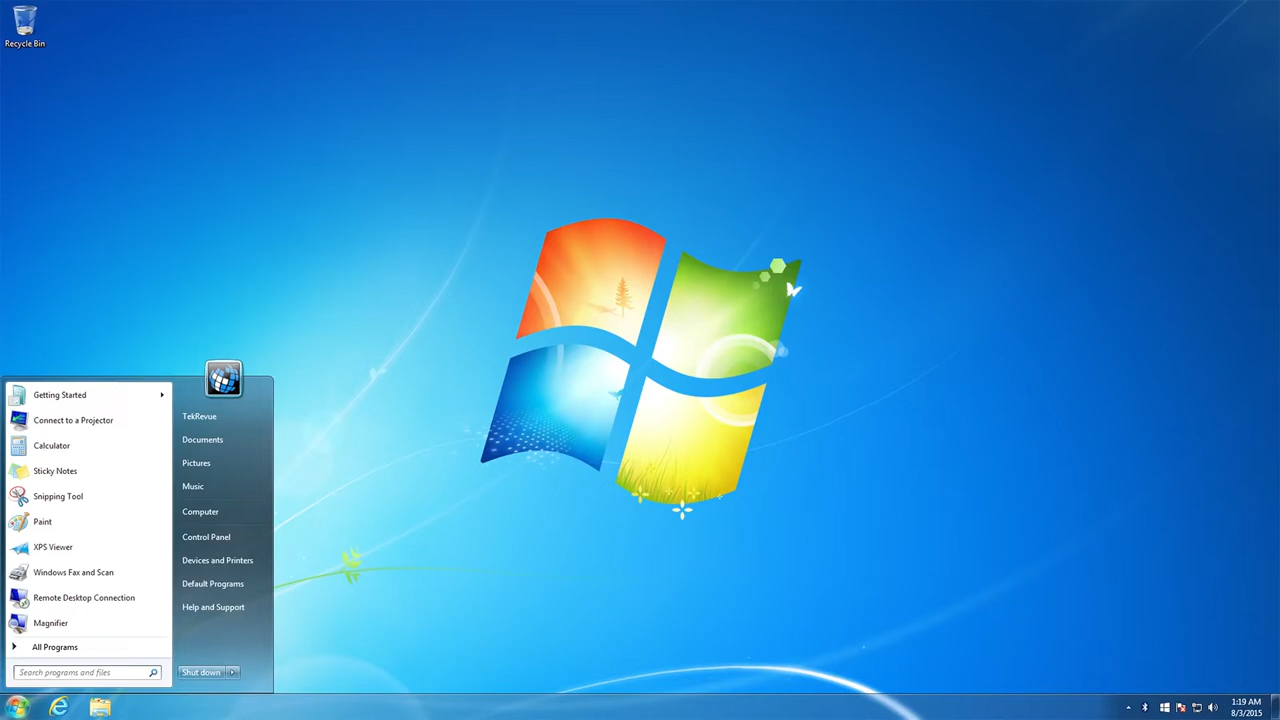 Recycle Bin
Getting Started
Connect to a Projector
Calculator
Sticky Notes
Snipping Tool
Paint
XPS Viewer
Windows Fax and Scan
Remote Desktop Connection
Magnifier
All Programs
Search programs and files
TekRevue
Documents
Pictures
Music
Computer
Control Panel
Devices and Printers
Default Programs
Help and Support
Shut down
1:19 AM
8/3/2015